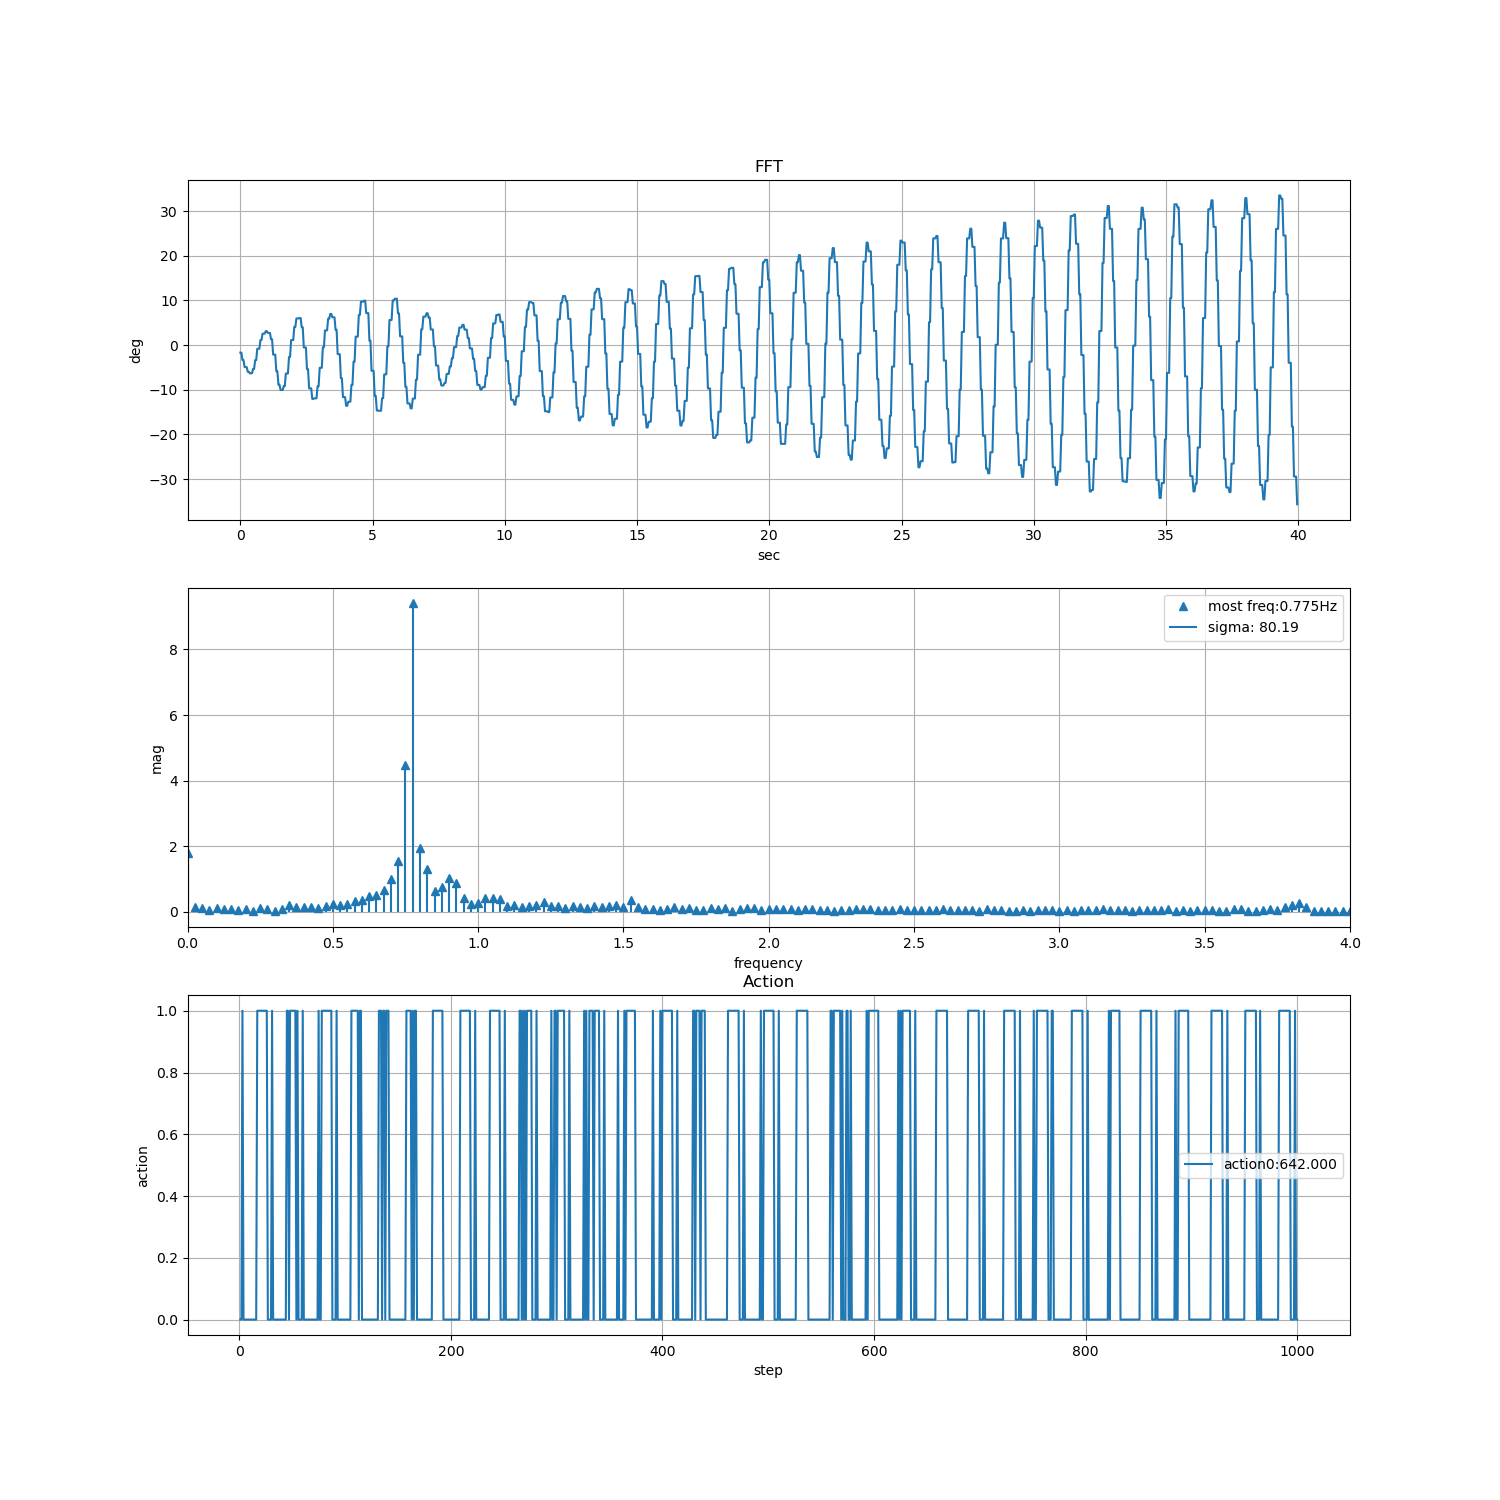 FFT
30
20
10
0
−10
−20
−30
deg
0 5 10 15 20 25 30 35 40
sec
most freq:0.775Hz
sigma: 80.19
8
6
4
2
0
mag
0.0 0.5 1.0 1.5 2.0 2.5 3.0 3.5 4.0
frequency
Action
1.0
0.8
0.6
0.4
0.2
0.0
action
action0:642.000
0 200 400 600 800 1000
step